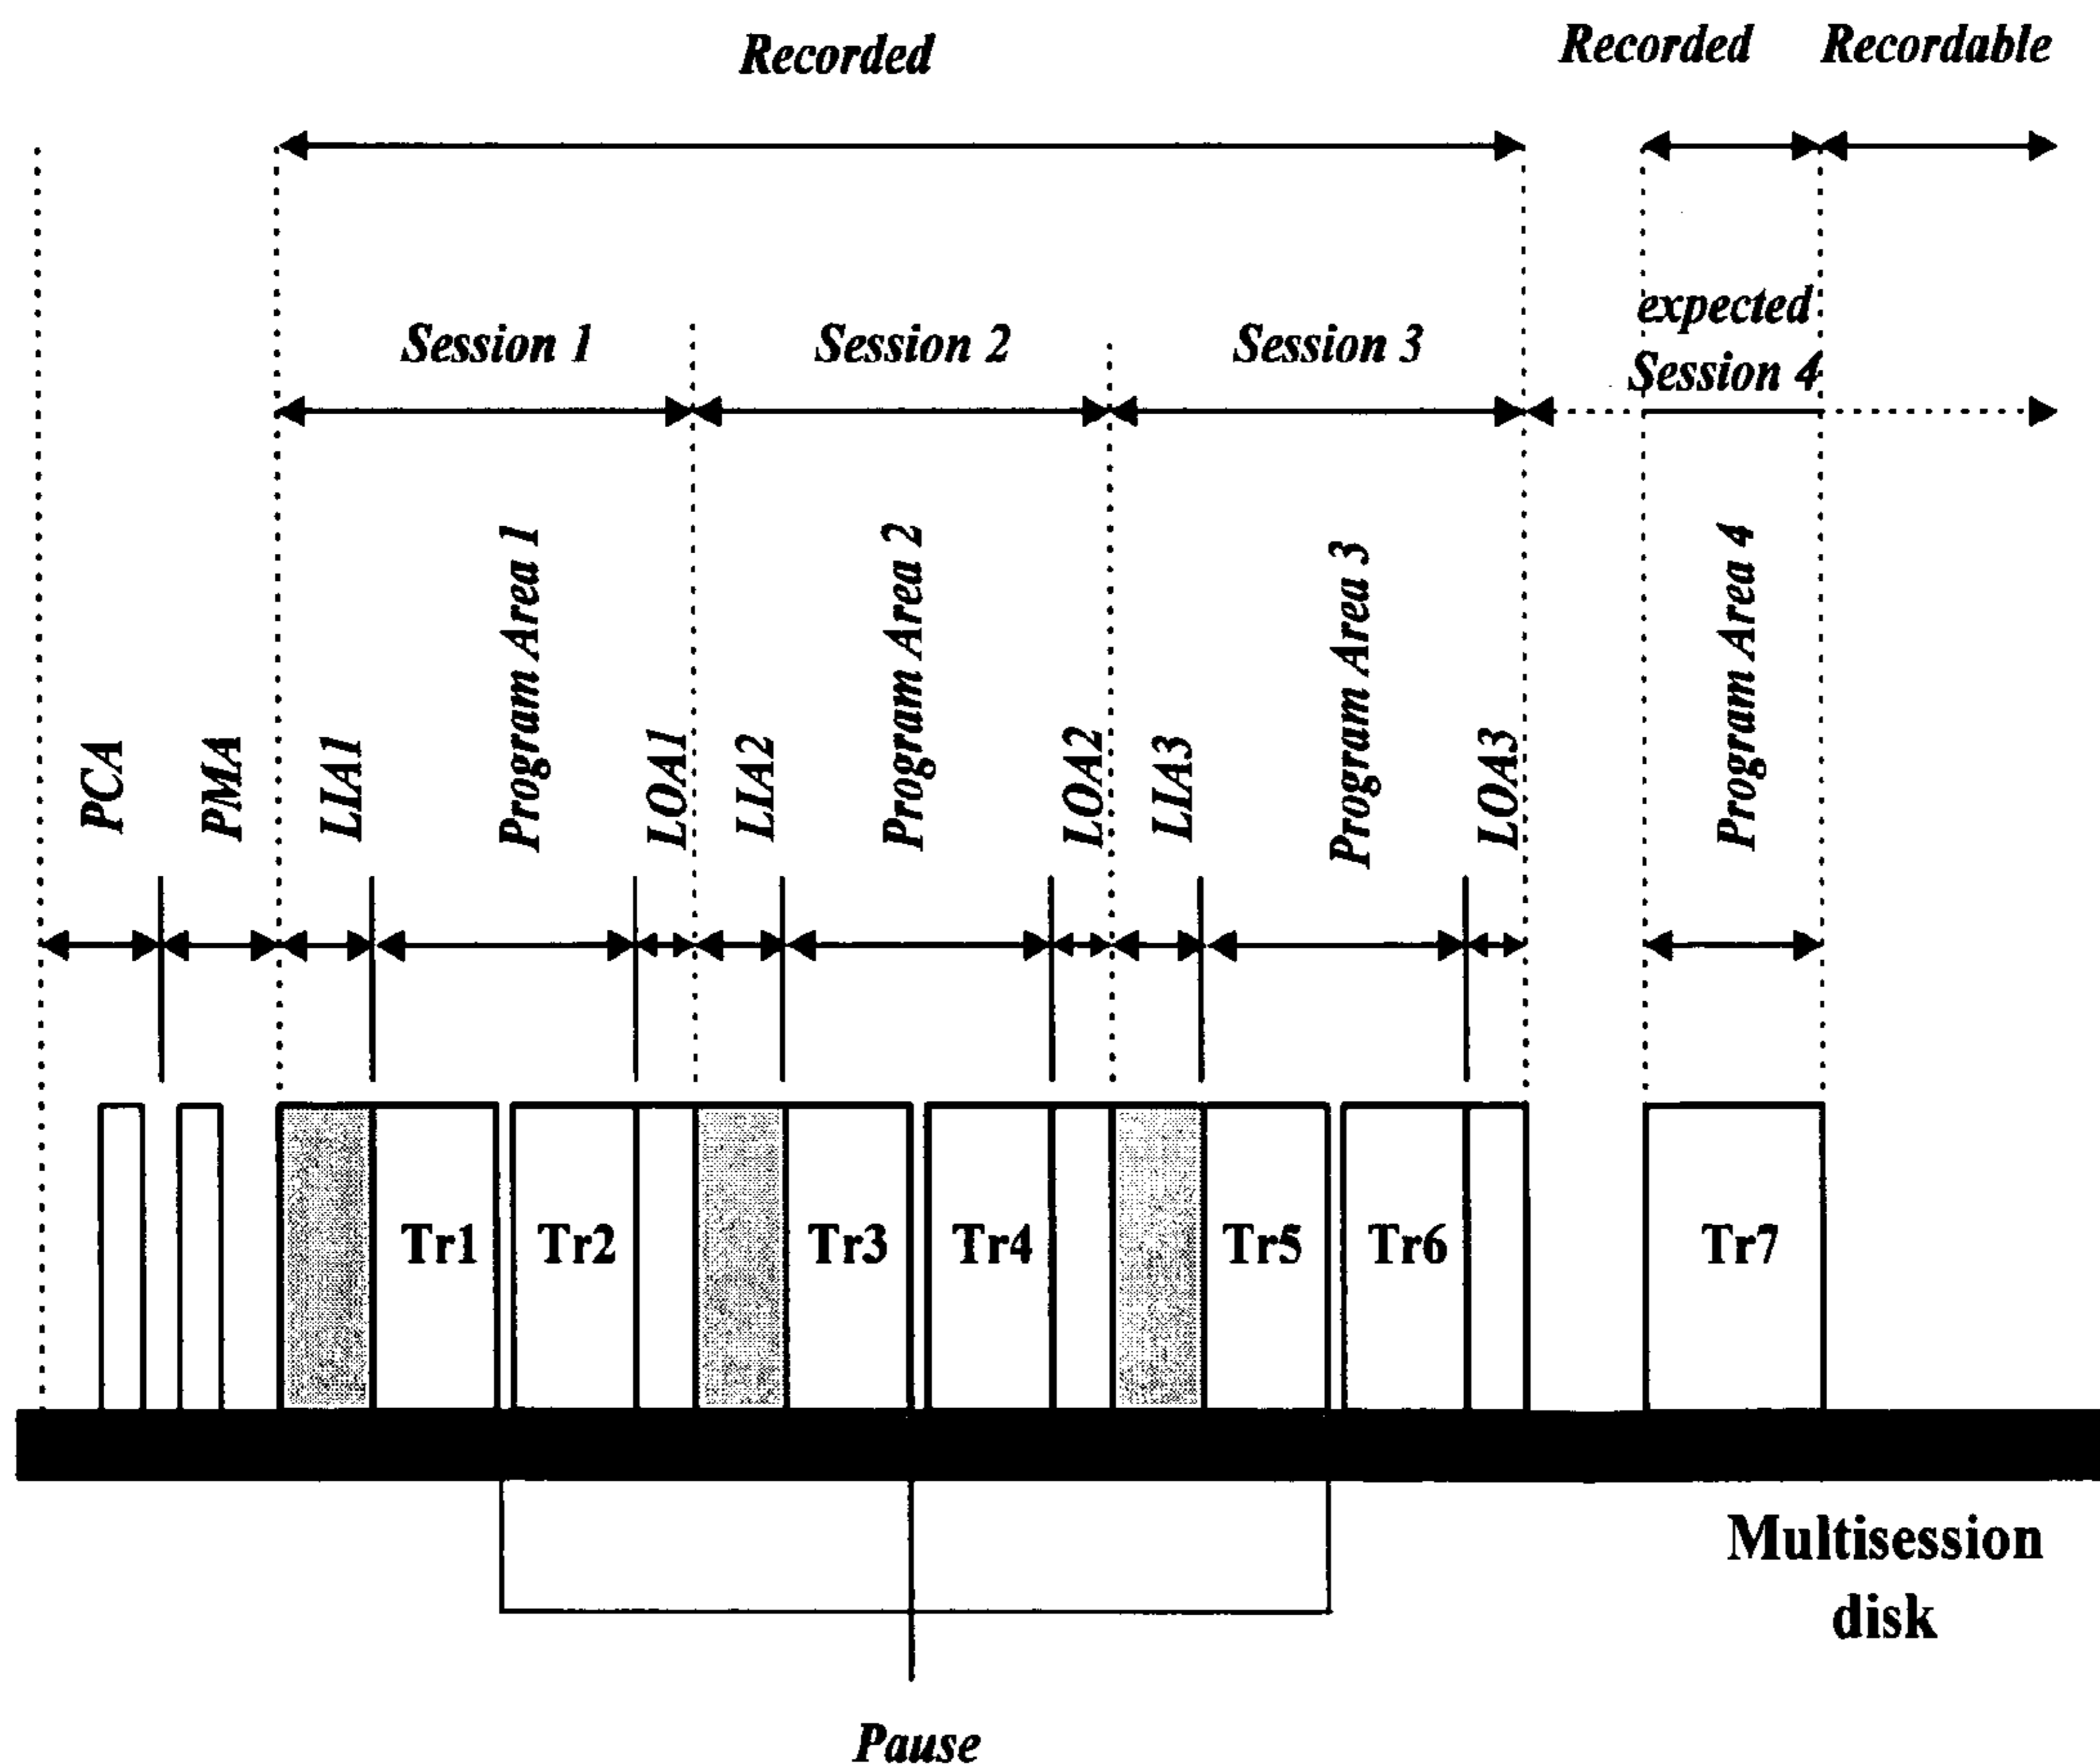 Recorded
Recorded
Recordable
Session 1
Session 2
Session 3
expected
Session 4
PCA
PMA
LIA1
Program Area 1
LOA1
LIA2
Program Area 2
LOA2
LIA3
Program Area 3
LOA3
Program Area 4
Tr1
Tr2
Tr3
Tr4
Tr5
Tr6
Tr7
Multisession
disk
Pause